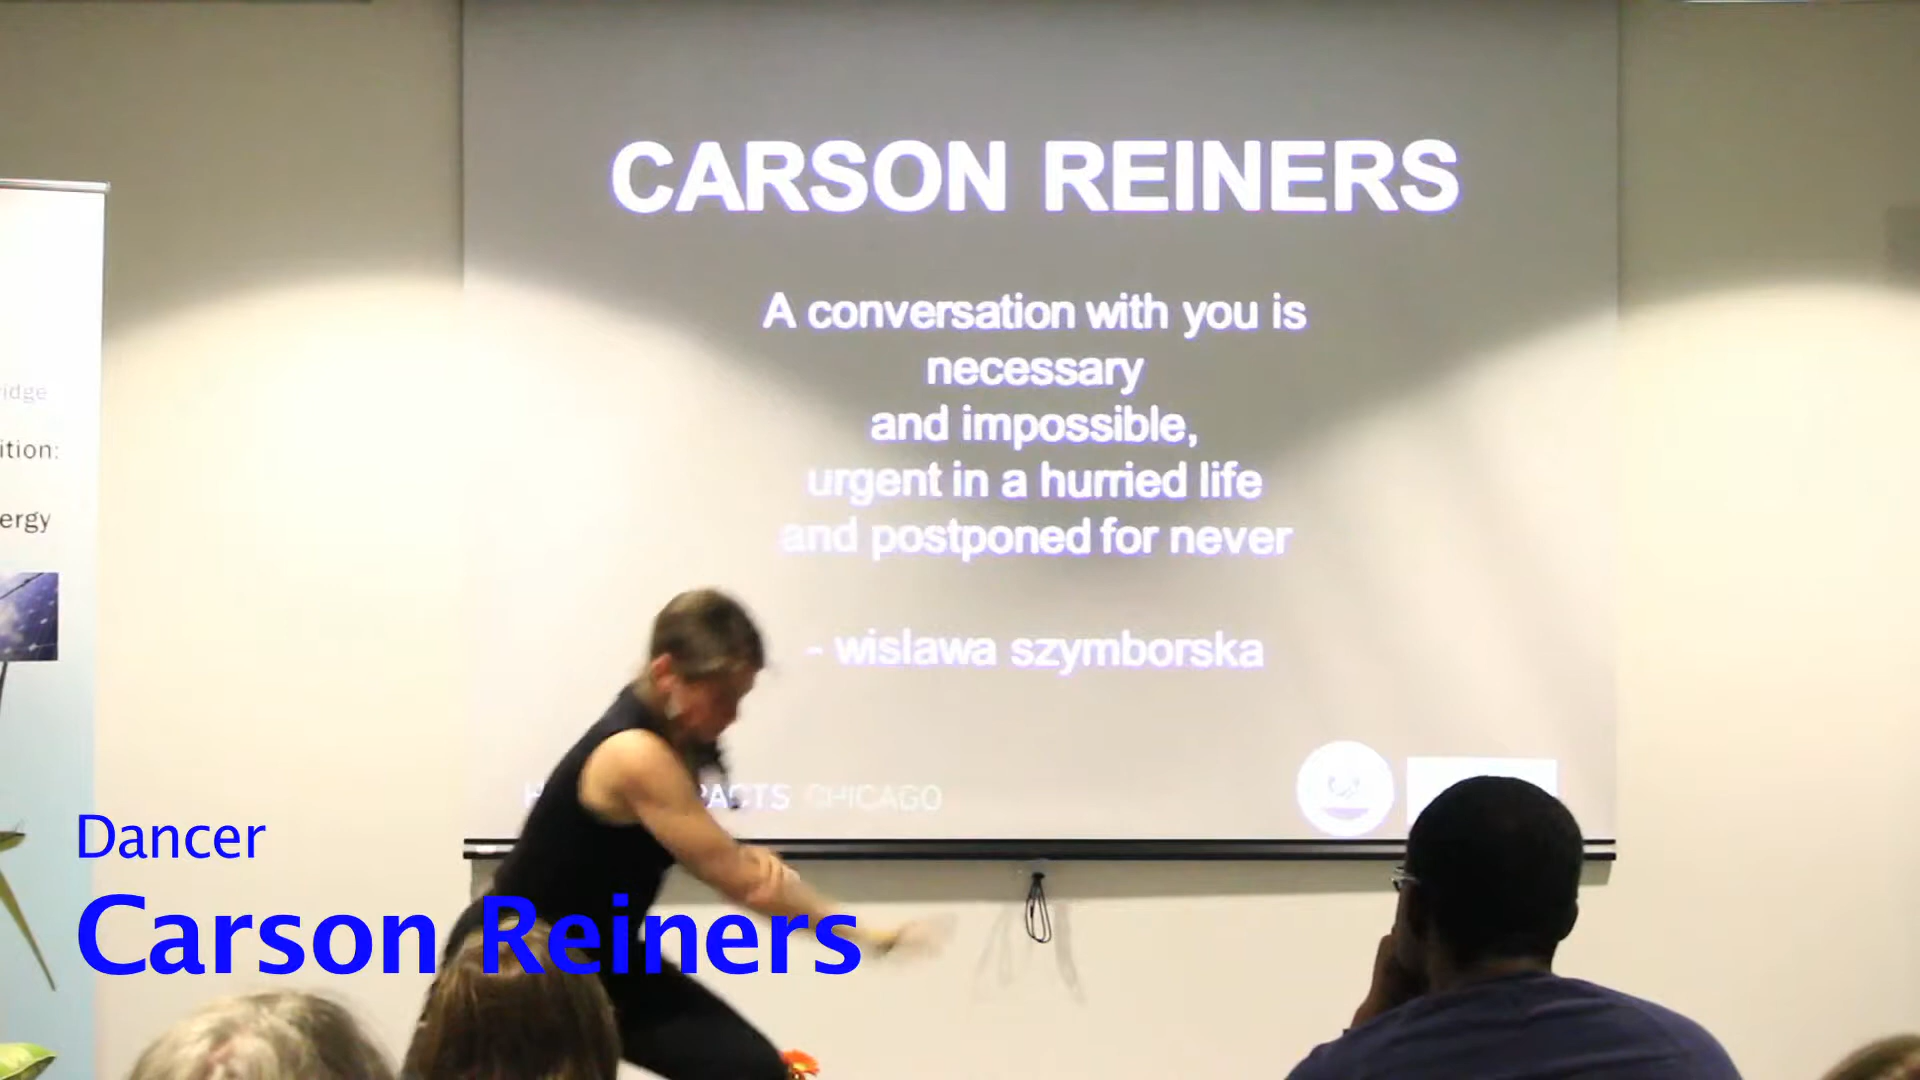 CARSON REINERS
A conversation with you is
necessary
and impossible,
urgent in a hurried life
and postponed for never
- wislawa szymborska
CHICAGO
idge
ition:
ergy
Dancer
Carson Reiners